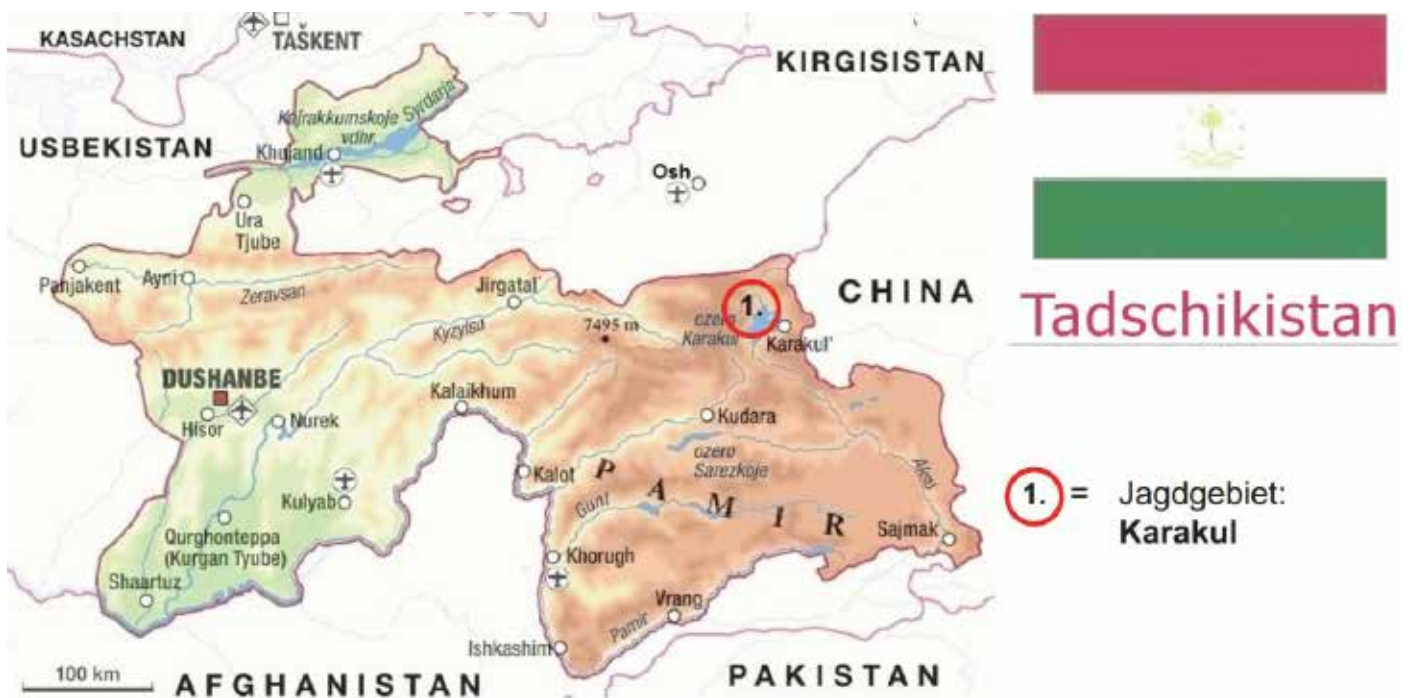 KASACHSTAN
TAŠKENT
KIRGISISTAN
USBEKISTAN
Kajrakkumskoje
vdhr.
Syrdarja
Khujand
Osh
Ura
Tjube
Panjakent
Ayni
Zeravsan
Jirgatal'
Kyzylsu
7495 m
1.
ozero
Karakul
Karakul'
CHINA
Tadschikistan
DUSHANBE
Hisor
Nurek
Kalaikhum
Kudara
ozero
Sarezkoje
Kalot
PAMIR
Aksu
Gunt
Kulyab
Qurghonteppa
(Kurgan Tyube)
Shaartuz
Khorugh
Sajmak
Vrang
Pamir
Ishkashim
100 km
AFGHANISTAN
PAKISTAN
1. = Jagdgebiet:
Karakul